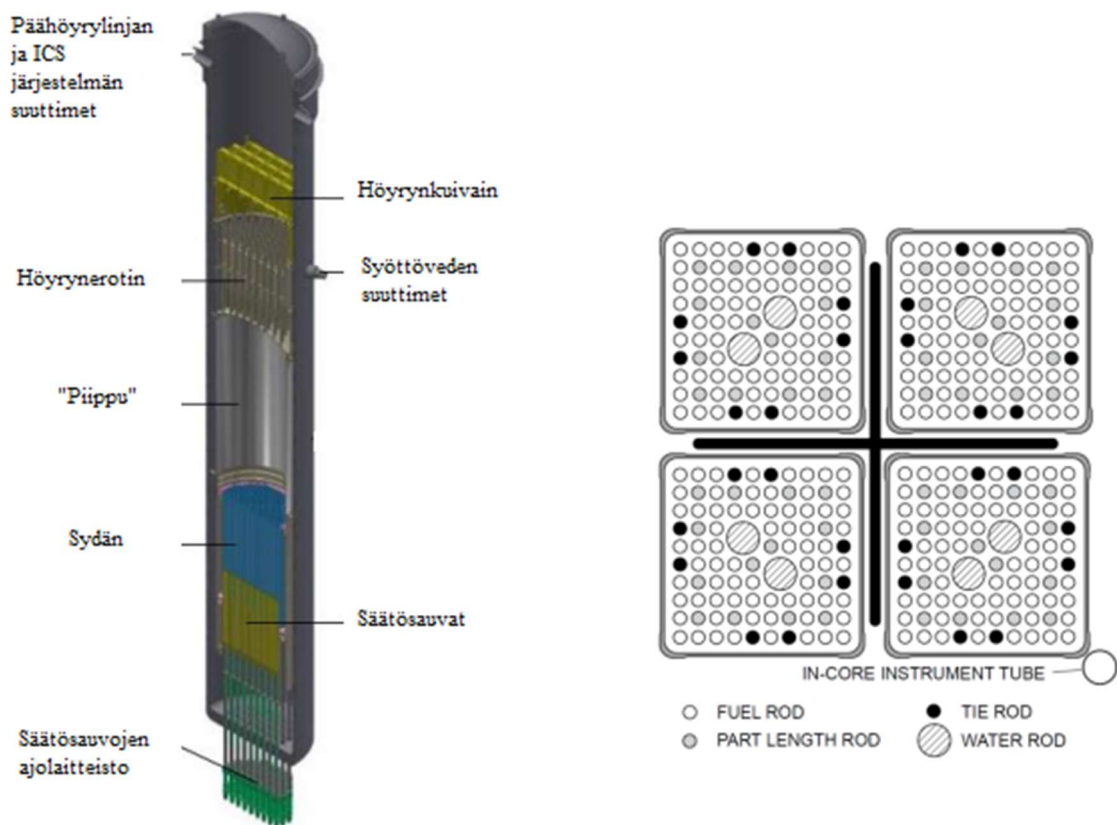 Päähöyrylinjan
ja ICS
järjestelmän
suuttimet
Höyrynkuivain
Höyrynerotin
Syöttöveden
suuttimet
"Piippu"
Sydän
Säätösauvat
Säätösauvojen
ajolaitteisto
IN-CORE INSTRUMENT TUBE
FUEL ROD
TIE ROD
PART LENGTH ROD
WATER ROD